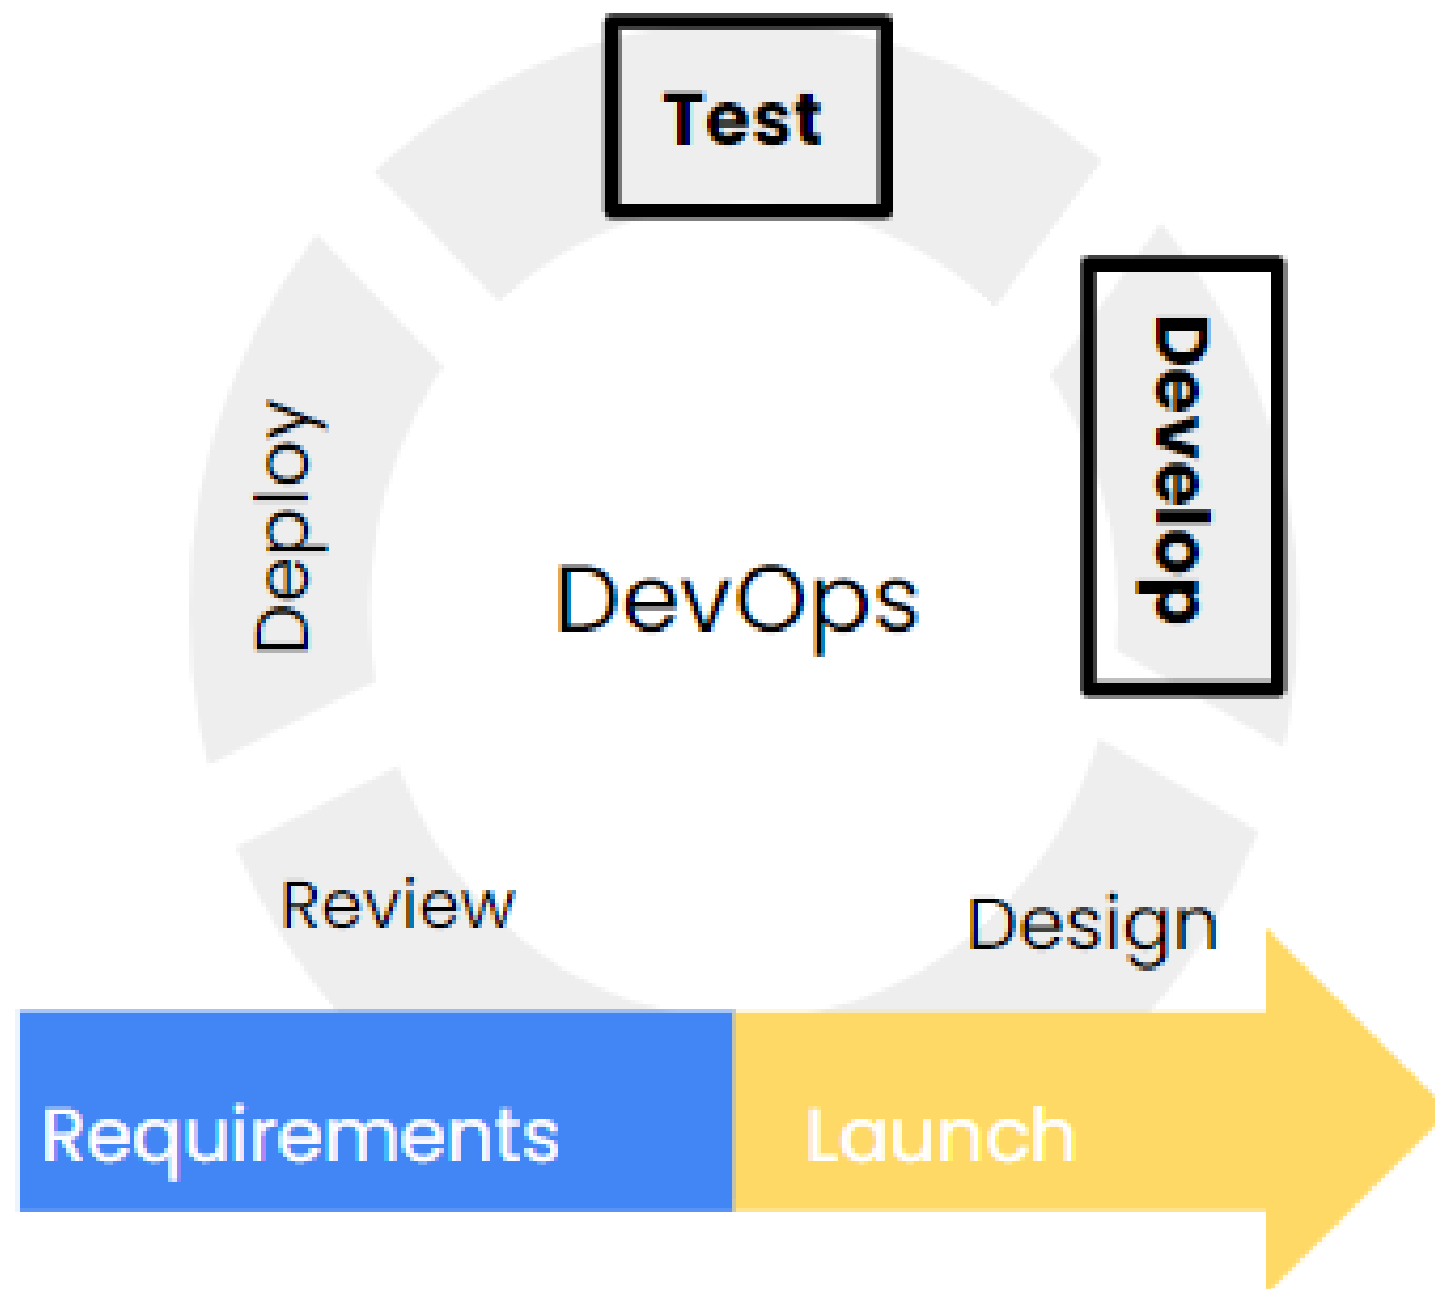 Test
Develop
Deploy
DevOps
Review
Design
Requirements
Launch